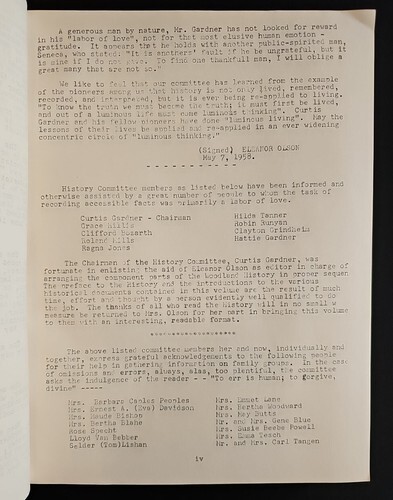 A generous man by nature, Mr. Gardner has not looked for reward
in his "labor of love", not for that most elusive human emotion -
gratitude. It appears that he holds with another public-spirited man,
Seneca, who stated: "It is another's fault if he be ungrateful, but it
is mine if I do not give. To find one thankful man, I will oblige a
great many that are not so."
We like to feel that our committee has learned from the example
of the pioneers among us that history is not only lived, remembered,
recorded, and interpreted, but it is ever being re-applied to living.
"To know the truth we must become the truth; it must first be lived,
and out of a luminous life must come luminous thinking". Curtis
Gardner and his fellow pioneers have done "luminous living". May the
lessons of their lives be applied and re-applied in an ever widening
concentric circle of "luminous thinking."
(Signed) ELEANOR OLSON
May 7, 1958.
- - - - - - - - - - -
History Committee members as listed below have been informed and
otherwise assisted by a great number of people to whom the task of
recording accessible facts was primarily a labor of love.
Curtis Gardner - Chairman Hilda Tanner
Grace Robin Runyan
Clifford Bozarth Clayton Grindheim
Roland Hattie Gardner
Ragna Jones
The Chairman of the History Committee, Curtis Gardner, was
fortunate in enlisting the aid of Eleanor Olson as editor in charge of
arranging the component parts of the Woodland History in proper sequen
The preface to the History and the introductions to the various
historical documents contained in this volume are the result of much
time, effort and thought by a person evidently well qualified to do
the job. The thanks of all who read the History will in no small
measure be returned to Mrs. Olson for her part in bringing this volume
to them with an interesting, readable format.
********************
The above listed committee members her and now, individually and
together, express grateful acknowledgements to the following people
for their help in gathering information on family groups. In the case
of omissions and errors, always, alas, too plentiful, the committee
asks the indulgence of the reader - - "To err is human; to forgive,
divine" -----
Mrs. Barbara Caples Peoples Mrs. Emmet Lane
Mrs. Ernest A. (Eva) Davidson Mrs. Bertha Woodward
Mrs. Maude Bishop Mrs. May Butts
Mrs. Bertha Blake Mr. and Mrs. Gene Blue
Rose Specht Mrs. Susie Beebe Powell
Lloyd Van Bebber Mrs. Emma Tesch
Selder (Tom) Lishan Mr. and Mrs. Carl Tangen
iv